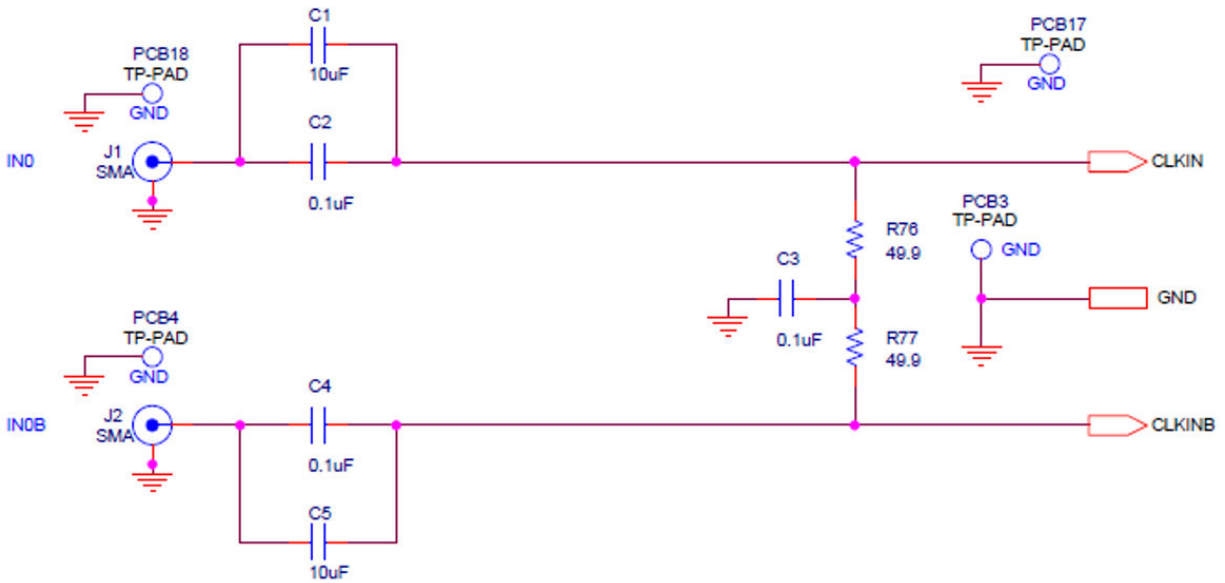 C1
10uF
PCB18
TP-PAD
GND
PCB17
TP-PAD
GND
C2
0.1uF
IN0
J1
SMA
CLKIN
R76
49.9
PCB3
TP-PAD
GND
C3
0.1uF
GND
R77
49.9
PCB4
TP-PAD
GND
C4
0.1uF
IN0B
J2
SMA
CLKINB
C5
10uF